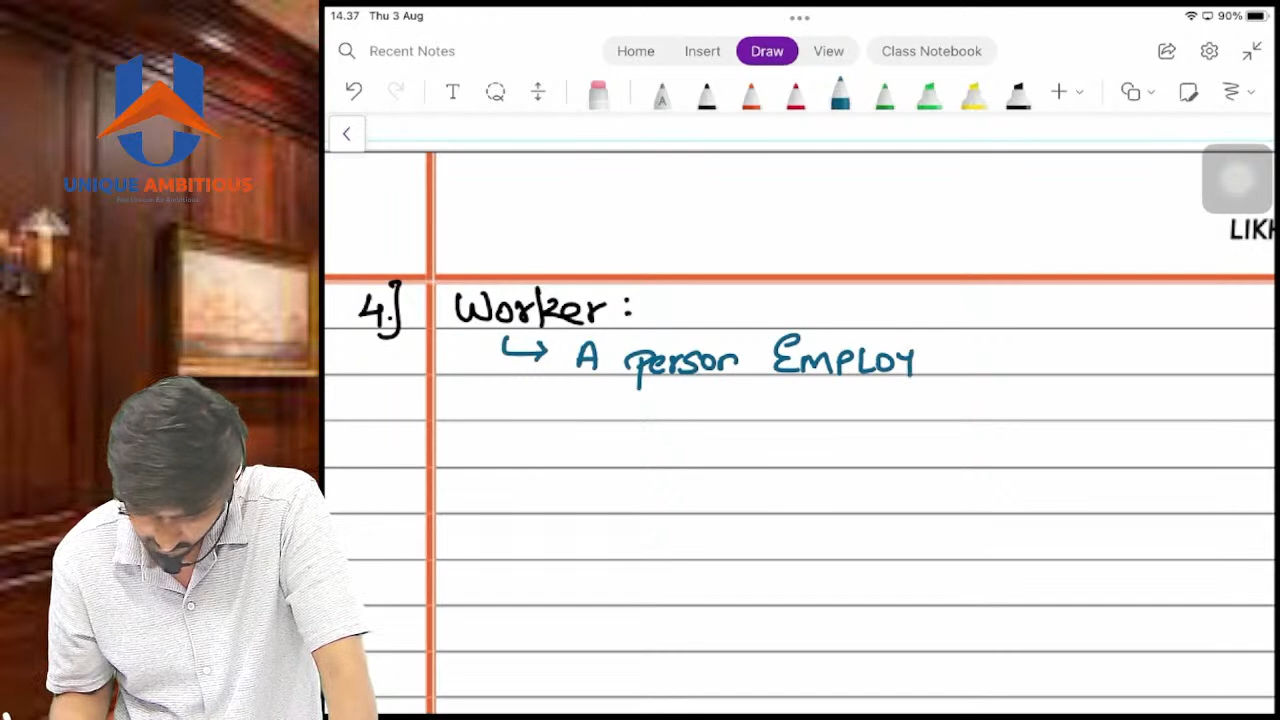 14.37 Thu 3 Aug
90%
Recent Notes
Home Insert Draw View Class Notebook
T
A
UNIQUE AMBITIOUS
LIKH
4.] Worker :
↳ A person EMPLOY